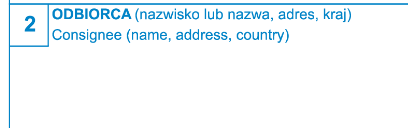 2
ODBIORCA (nazwisko lub nazwa, adres, kraj)
Consignee (name, address, country)